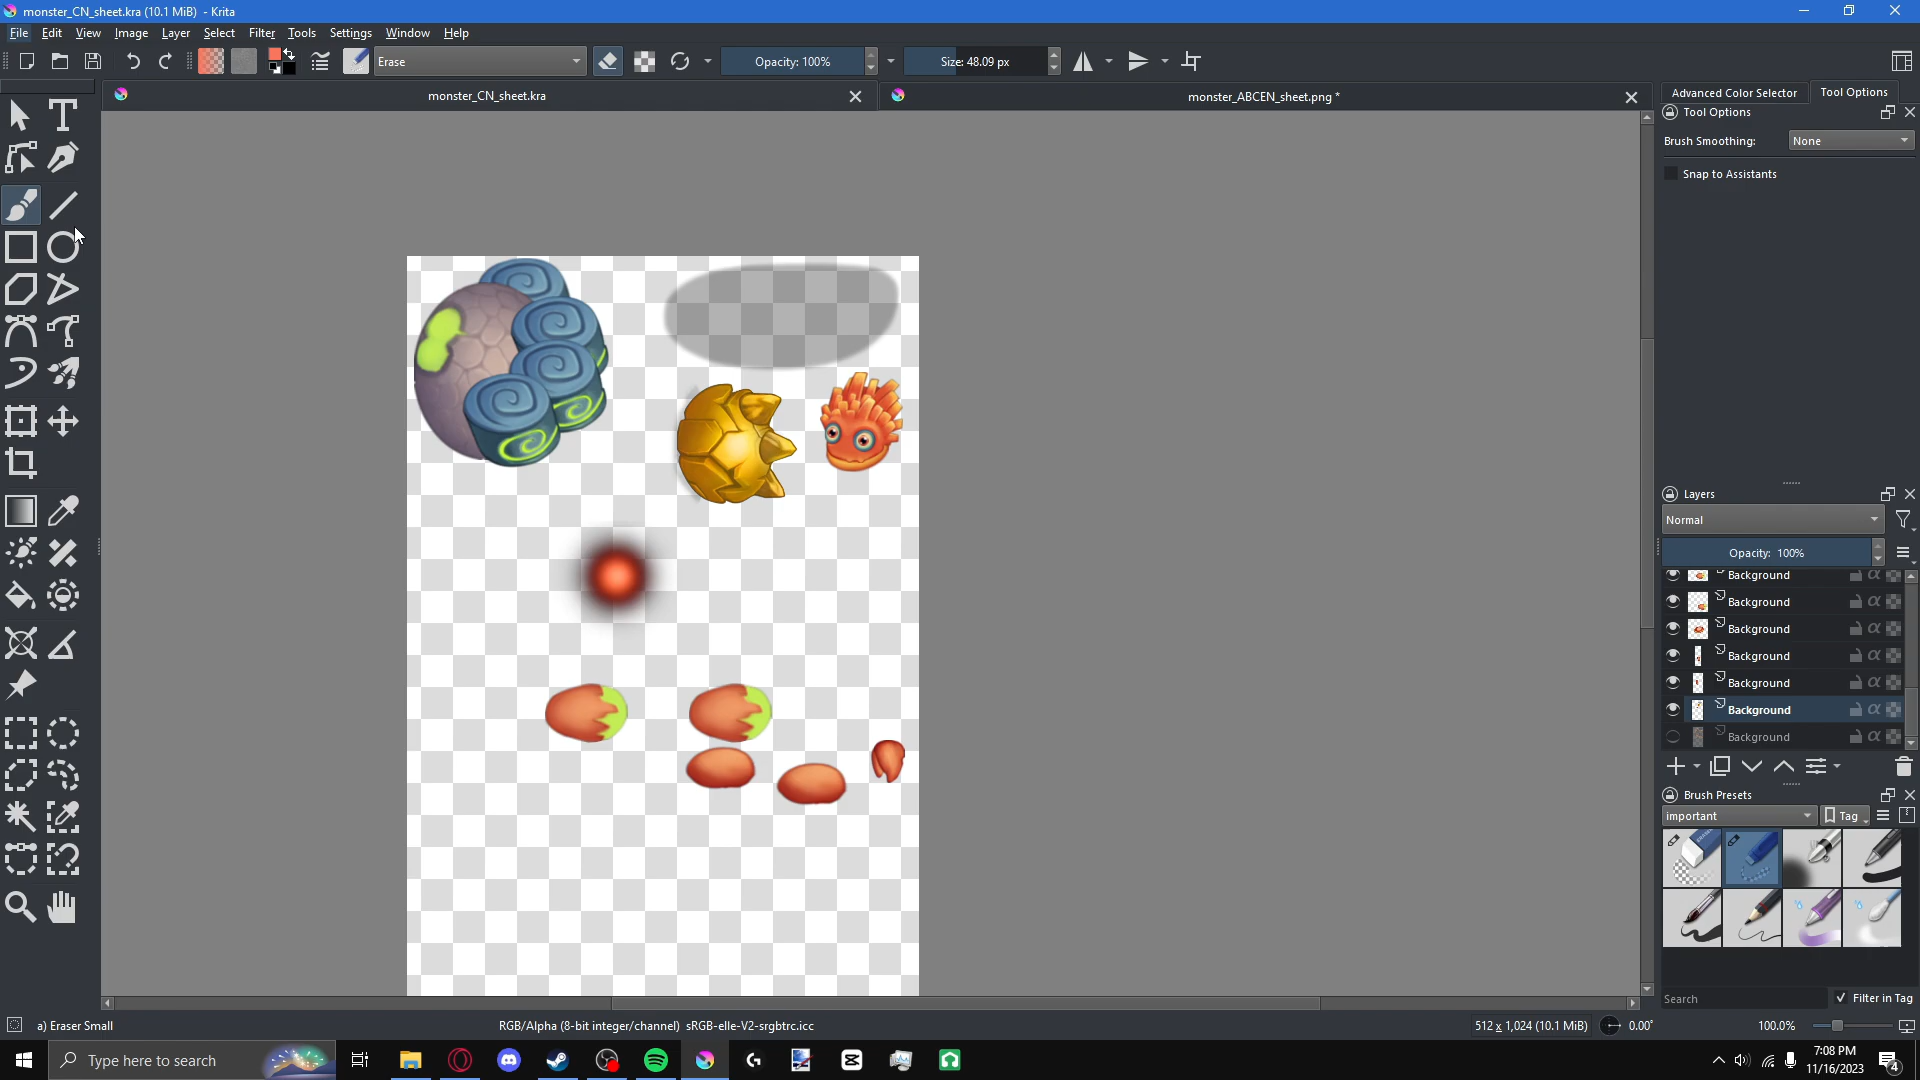 monster_CN_sheet.kra (10.1 MiB) - Krita
File Edit View Image Layer Select Filter Tools Settings Window Help
Erase
Opacity: 100%
Size: 48.09 px
monster_CN_sheet.kra
monster_ABCEN_sheet.png *
Advanced Color Selector
Tool Options
Tool Options
Brush Smoothing:
None
Snap to Assistants
Layers
Normal
Opacity: 100%
Background
Background
Background
Background
Background
Background
Background
Brush Presets
important
Tag
Search
Filter in Tag
a) Eraser Small
RGB/Alpha (8-bit integer/channel) sRGB-elle-V2-srgbtrc.icc
512 x 1,024 (10.1 MiB)
0.00°
100.0%
Type here to search
7:08 PM
11/16/2023
4